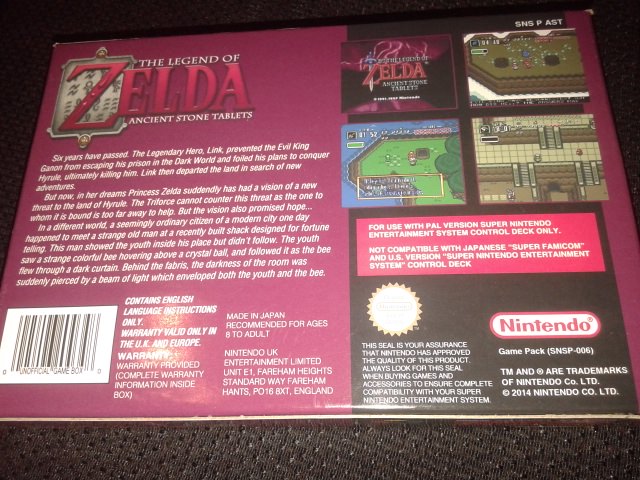 SNS P AST
THE LEGEND OF
ZELDA
ANCIENT STONE TABLETS
THE LEGEND OF
ZELDA
ANCIENT STONE
TABLETS
Six years have passed. The Legendary Hero, Link, prevented the Evil King
Ganon from escaping his prison in the Dark World and foiled his plans to conquer
Hyrule, ultimately killing him. Link then departed the land in search of new
adventures.
But now, in her dreams Princess Zelda suddenly has had a vision of a new
threat to the land of Hyrule. The Triforce cannot counter this threat as the one to
whom it is bound is too far away to help. But the vision also promised hope...
In a different world, a seemingly ordinary citizen of a modern city one day
happened to meet a strange old man at a recently built shack designed for fortune
telling. This man showed the youth inside his place but didn't follow. The youth
saw a strange colorful bee hovering above a crystal ball, and followed it as the bee
flew through a dark curtain. Behind the fabrics, the darkness of the room was
suddenly pierced by a beam of light which enveloped both the youth and the bee.
FOR USE WITH PAL VERSION SUPER NINTENDO
ENTERTAINMENT SYSTEM CONTROL DECK ONLY.
NOT COMPATIBLE WITH JAPANESE "SUPER FAMICOM"
AND U.S. VERSION "SUPER NINTENDO ENTERTAINMENT
SYSTEM" CONTROL DECK
CONTAINS ENGLISH
LANGUAGE INSTRUCTIONS
ONLY.
WARRANTY VALID ONLY IN
THE U.K. AND EUROPE.
WARRANTY:
WARRANTY PROVIDED
(COMPLETE WARRANTY
INFORMATION INSIDE
BOX)
0 UNOFFICIAL GAME BOX 0
MADE IN JAPAN
RECOMMENDED FOR AGES
8 TO ADULT
NINTENDO UK
ENTERTAINMENT LIMITED
UNIT E1, FAREHAM HEIGHTS
STANDARD WAY FAREHAM
HANTS, PO16 8XT, ENGLAND
THIS SEAL IS YOUR ASSURANCE
THAT NINTENDO HAS APPROVED
THE QUALITY OF THIS PRODUCT.
ALWAYS LOOK FOR THIS SEAL
WHEN BUYING GAMES AND
ACCESSORIES TO ENSURE COMPLETE
COMPATIBILITY WITH YOUR SUPER
NINTENDO ENTERTAINMENT SYSTEM.
Nintendo
Game Pack (SNSP-006)
TM AND ® ARE TRADEMARKS
OF NINTENDO Co. LTD.
© 2014 NINTENDO CO. LTD.